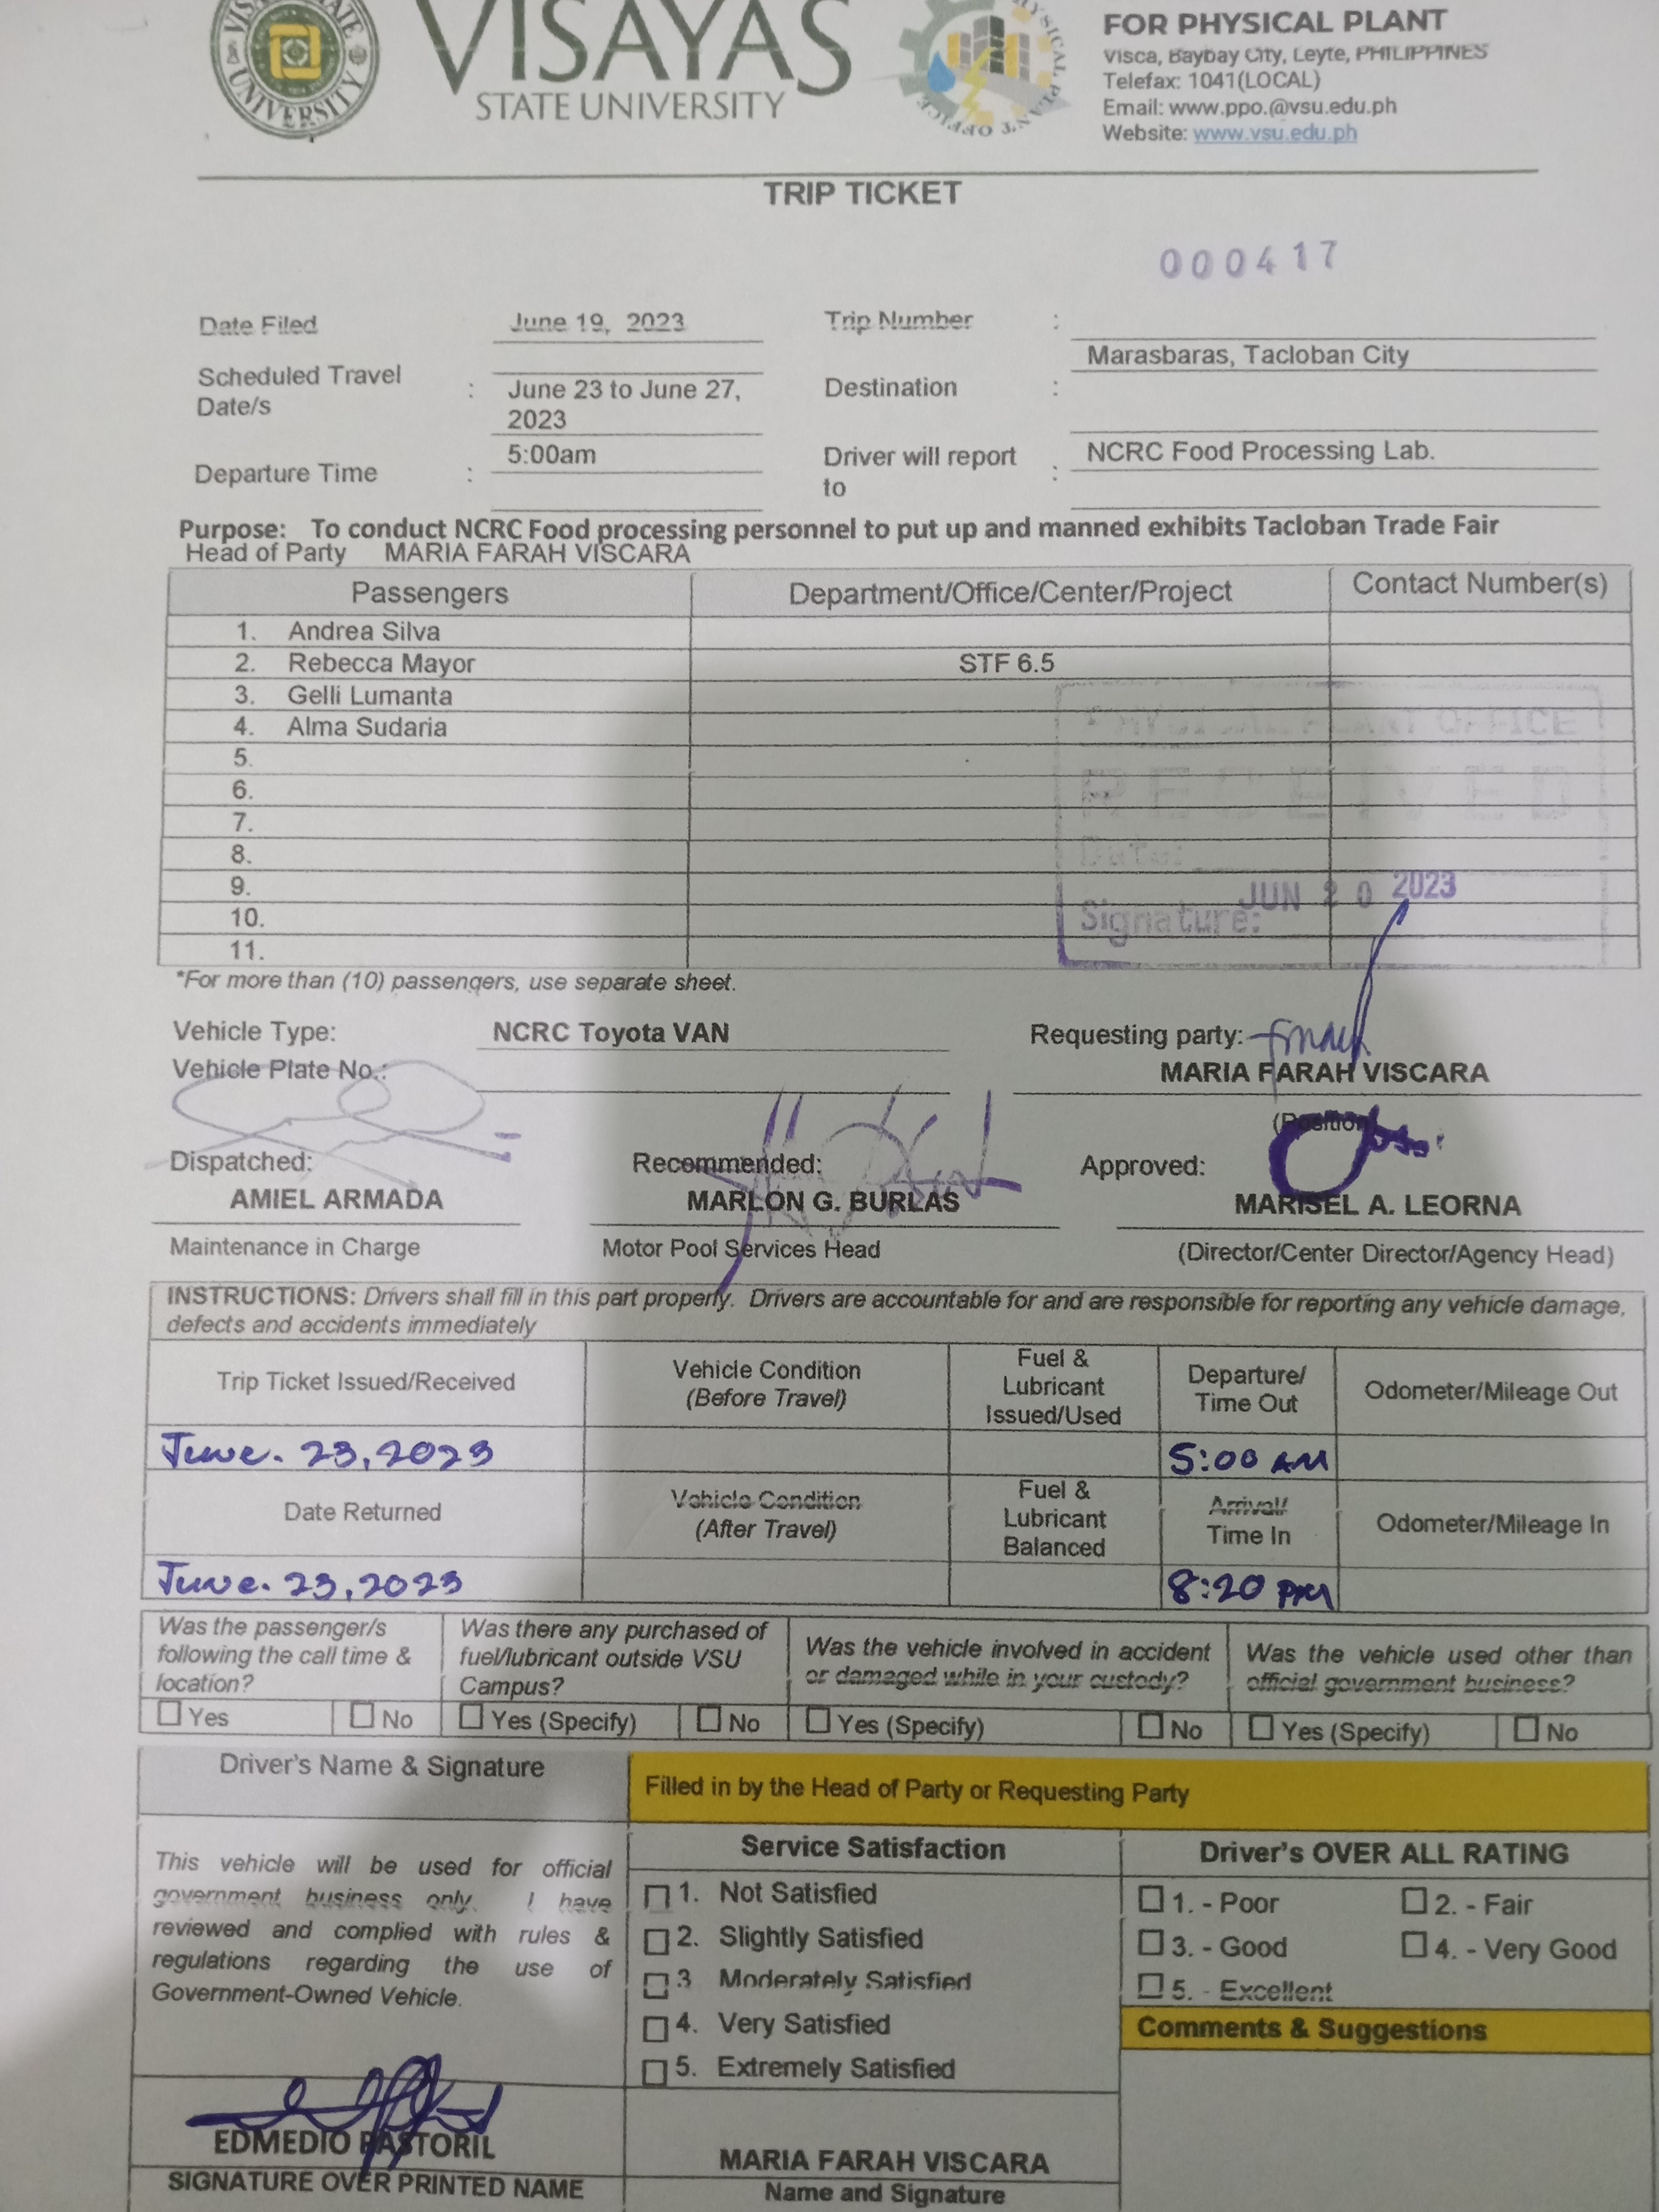 VISAYAS
STATE UNIVERSITY
UNIVERSITY
FOR PHYSICAL PLANT
Visca, Baybay City, Leyte, PHILIPPINES
Telefax: 1041(LOCAL)
Email: www.ppo.@vsu.edu.ph
Website: www.vsu.edu.ph
TRIP TICKET
000417
Date Filed June 19, 2023 Trip Number :
Scheduled Travel Date/s : June 23 to June 27, 2023 Destination : Marasbaras, Tacloban City
Departure Time : 5:00am Driver will report to : NCRC Food Processing Lab.
Purpose: To conduct NCRC Food processing personnel to put up and manned exhibits Tacloban Trade Fair
Head of Party MARIA FARAH VISCARA
Passengers Department/Office/Center/Project Contact Number(s)
1. Andrea Silva
2. Rebecca Mayor STF 6.5
3. Gelli Lumanta
4. Alma Sudaria
5.
6.
7.
8.
9.
10.
11.
PHYSICAL PLANT OFFICE
RECEIVED
Date:
JUN 20 2023
Signature:
*For more than (10) passengers, use separate sheet.
Vehicle Type: NCRC Toyota VAN Requesting party:
Vehicle Plate No.: MARIA FARAH VISCARA
(Position)
Dispatched: Recommended: Approved:
AMIEL ARMADA MARLON G. BURLAS MARISEL A. LEORNA
Maintenance in Charge Motor Pool Services Head (Director/Center Director/Agency Head)
INSTRUCTIONS: Drivers shall fill in this part properly. Drivers are accountable for and are responsible for reporting any vehicle damage,
defects and accidents immediately
Trip Ticket Issued/Received Vehicle Condition (Before Travel) Fuel & Lubricant Issued/Used Departure/ Time Out Odometer/Mileage Out
June. 23, 2023 5:00 AM
Date Returned Vehicle Condition (After Travel) Fuel & Lubricant Balanced Arrival/ Time In Odometer/Mileage In
June. 23, 2023 8:20 PM
Was the passenger/s following the call time & location? Was there any purchased of fuel/lubricant outside VSU Campus? Was the vehicle involved in accident or damaged while in your custody? Was the vehicle used other than official government business?
Yes No Yes (Specify) No Yes (Specify) No Yes (Specify) No
Driver's Name & Signature
Filled in by the Head of Party or Requesting Party
This vehicle will be used for official
government business only. I have
reviewed and complied with rules &
regulations regarding the use of
Government-Owned Vehicle.
EDMEDIO PASTORIL
SIGNATURE OVER PRINTED NAME
Service Satisfaction
1. Not Satisfied
2. Slightly Satisfied
3 Moderately Satisfied
4. Very Satisfied
5. Extremely Satisfied
MARIA FARAH VISCARA
Name and Signature
Driver's OVER ALL RATING
1. - Poor 2. - Fair
3. - Good 4. - Very Good
5. - Excellent
Comments & Suggestions